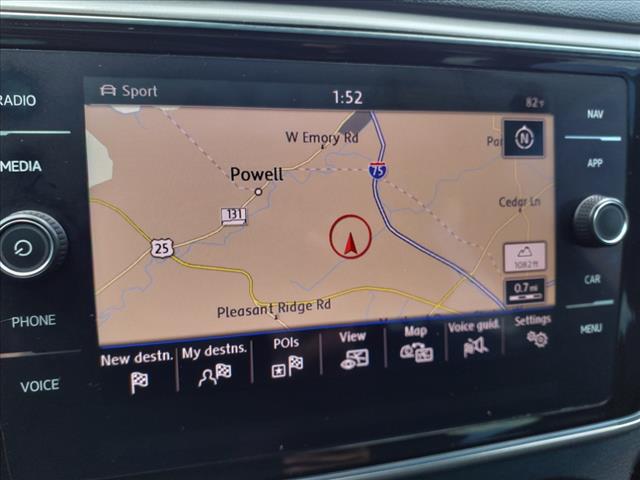 RADIO
MEDIA
PHONE
VOICE
Sport
1:52
82°F
W Emory Rd
N
Powell
75
131
Cedar Ln
25
1082 ft
0.7 mi
Pleasant Ridge Rd
New destn.
My destns.
POIs
View
Map
Voice guid.
Settings
NAV
APP
CAR
MENU